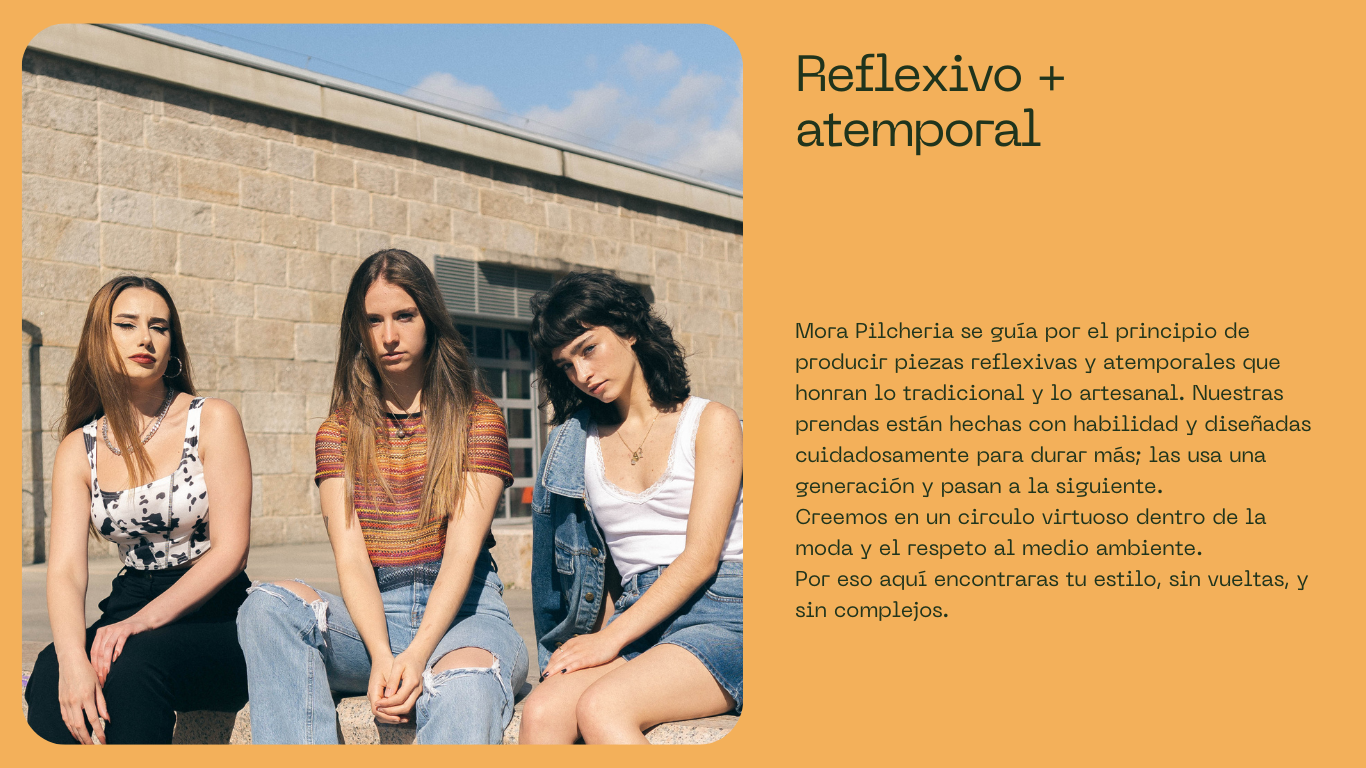 Reflexivo +
atemporal
Mora Pilcheria se guía por el principio de
producir piezas reflexivas y atemporales que
honran lo tradicional y lo artesanal. Nuestras
prendas están hechas con habilidad y diseñadas
cuidadosamente para durar más; las usa una
generación y pasan a la siguiente.
Creemos en un circulo virtuoso dentro de la
moda y el respeto al medio ambiente.
Por eso aquí encontraras tu estilo, sin vueltas, y
sin complejos.